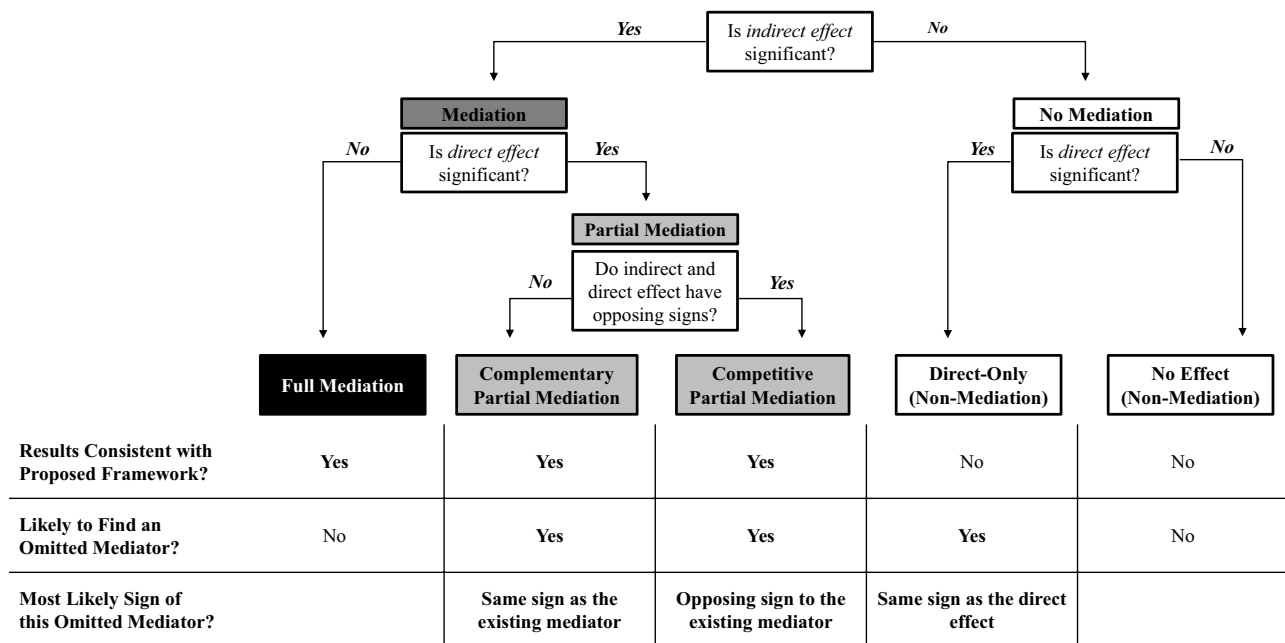 Yes
Is indirect effect
significant?
No
Mediation
No Mediation
No
Is direct effect
significant?
Yes
Yes
Is direct effect
significant?
No
Partial Mediation
No
Do indirect and
direct effect have
opposing signs?
Yes
Full Mediation
Complementary
Partial Mediation
Competitive
Partial Mediation
Direct-Only
(Non-Mediation)
No Effect
(Non-Mediation)
Results Consistent with
Proposed Framework?
Yes
Yes
Yes
No
No
Likely to Find an
Omitted Mediator?
No
Yes
Yes
Yes
No
Most Likely Sign of
this Omitted Mediator?
Same sign as the
existing mediator
Opposing sign to the
existing mediator
Same sign as the direct
effect